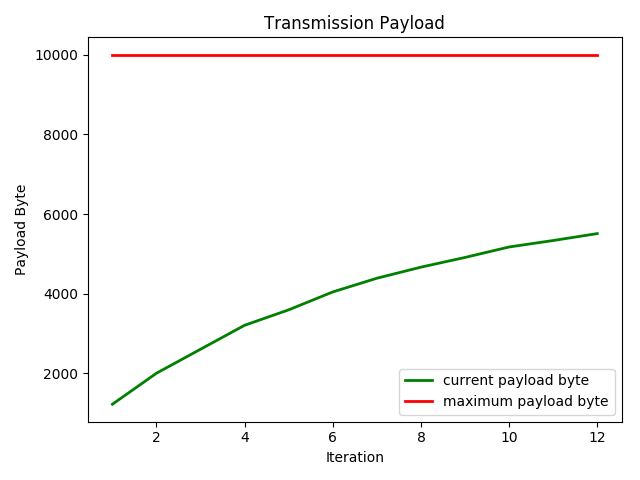 Transmission Payload
Payload Byte
10000
8000
6000
4000
2000
current payload byte
maximum payload byte
2 4 6 8 10 12
Iteration